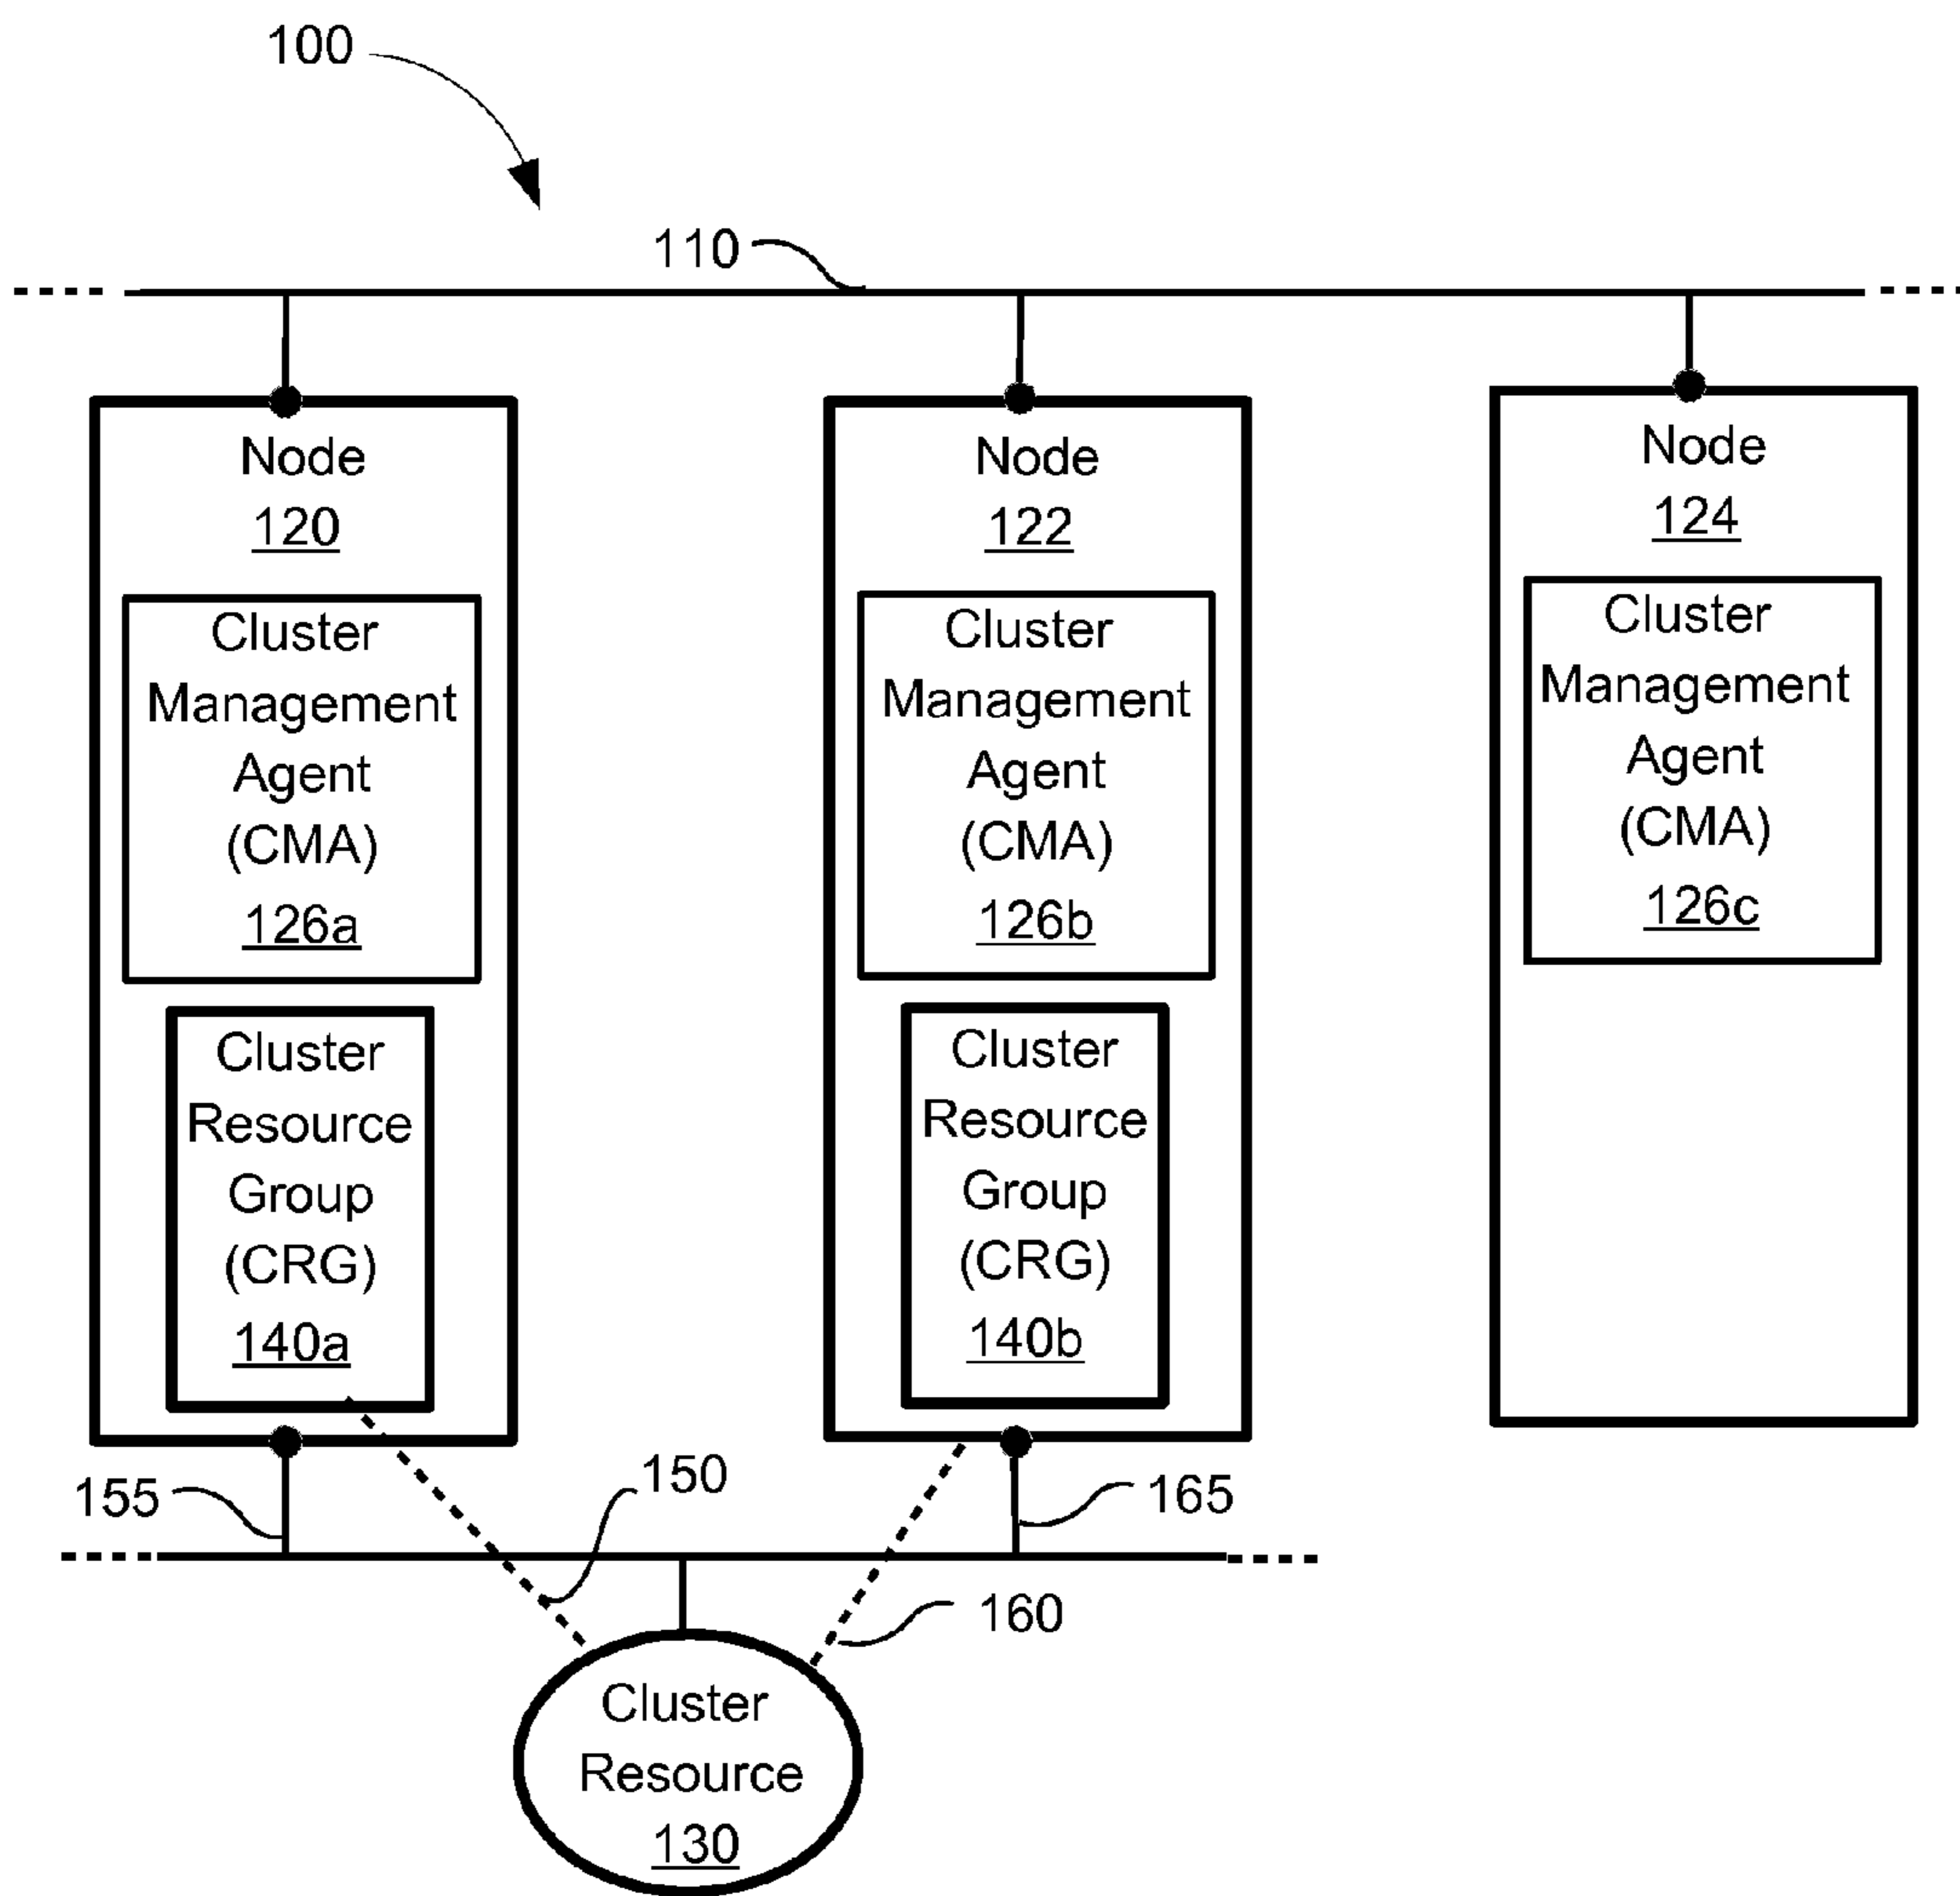 100
110
Node
120
Cluster
Management
Agent
(CMA)
126a
Cluster
Resource
Group
(CRG)
140a
Node
122
Cluster
Management
Agent
(CMA)
126b
Cluster
Resource
Group
(CRG)
140b
Node
124
Cluster
Management
Agent
(CMA)
126c
155
150
165
160
Cluster
Resource
130